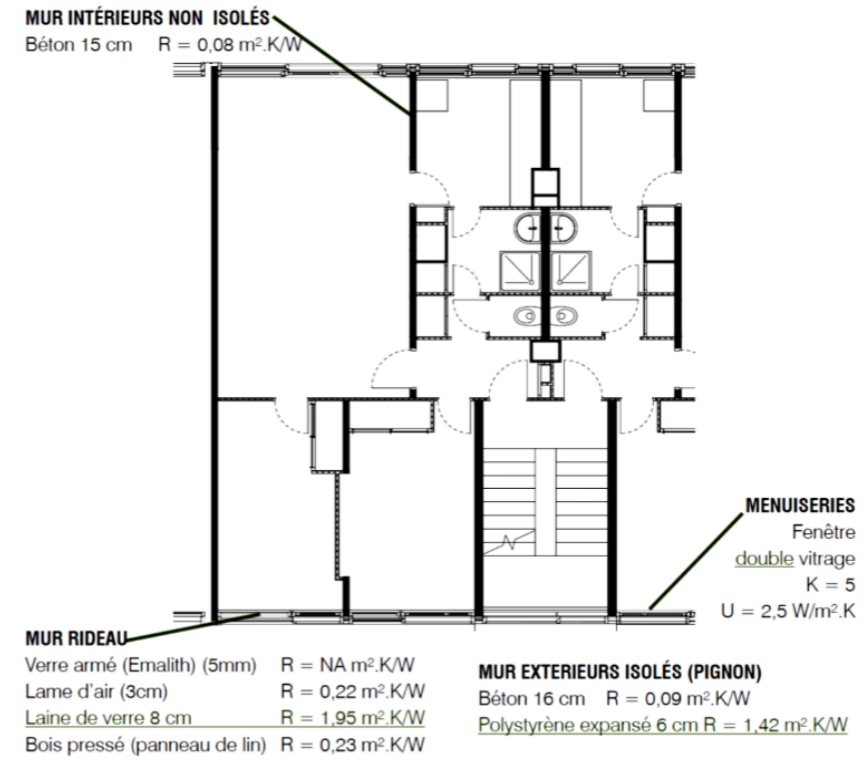 MUR INTÉRIEURS NON ISOLÉS
Béton 15 cm R = 0,08 m².K/W
MENUISERIES
Fenêtre
double vitrage
K = 5
U = 2,5 W/m².K
MUR RIDEAU
Verre armé (Emalith) (5mm) R = NA m².K/W
Lame d'air (3cm) R = 0,22 m².K/W
Laine de verre 8 cm R = 1,95 m².K/W
Bois pressé (panneau de lin) R = 0,23 m².K/W
MUR EXTERIEURS ISOLÉS (PIGNON)
Béton 16 cm R = 0,09 m².K/W
Polystyrène expansé 6 cm R = 1,42 m².K/W